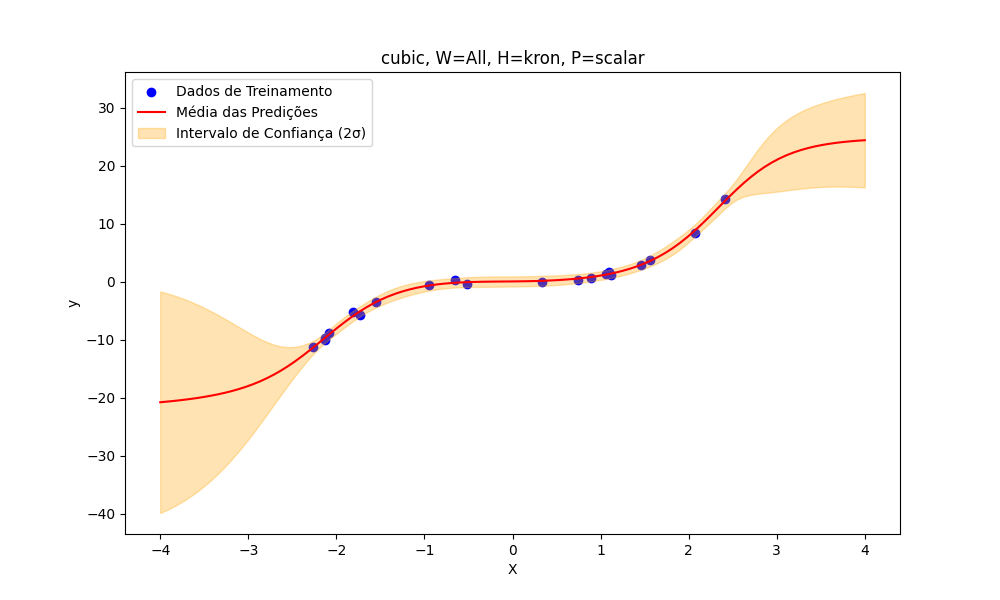 cubic, W=All, H=kron, P=scalar
Dados de Treinamento
Média das Predições
Intervalo de Confiança (2σ)
30
20
10
0
−10
−20
−30
−40
y
−4 −3 −2 −1 0 1 2 3 4
X